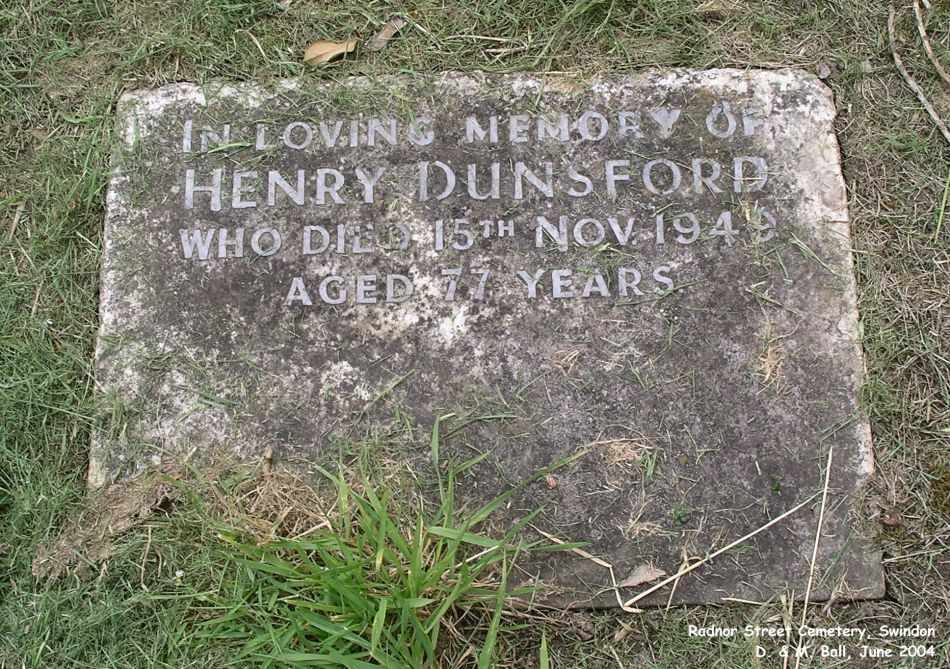 IN LOVING MEMORY OF
HENRY DUNSFORD
WHO DIED 15TH NOV.
AGED 77 YEARS
Radnor Street Cemetery, Swindon
D. & M. Ball, June 2004